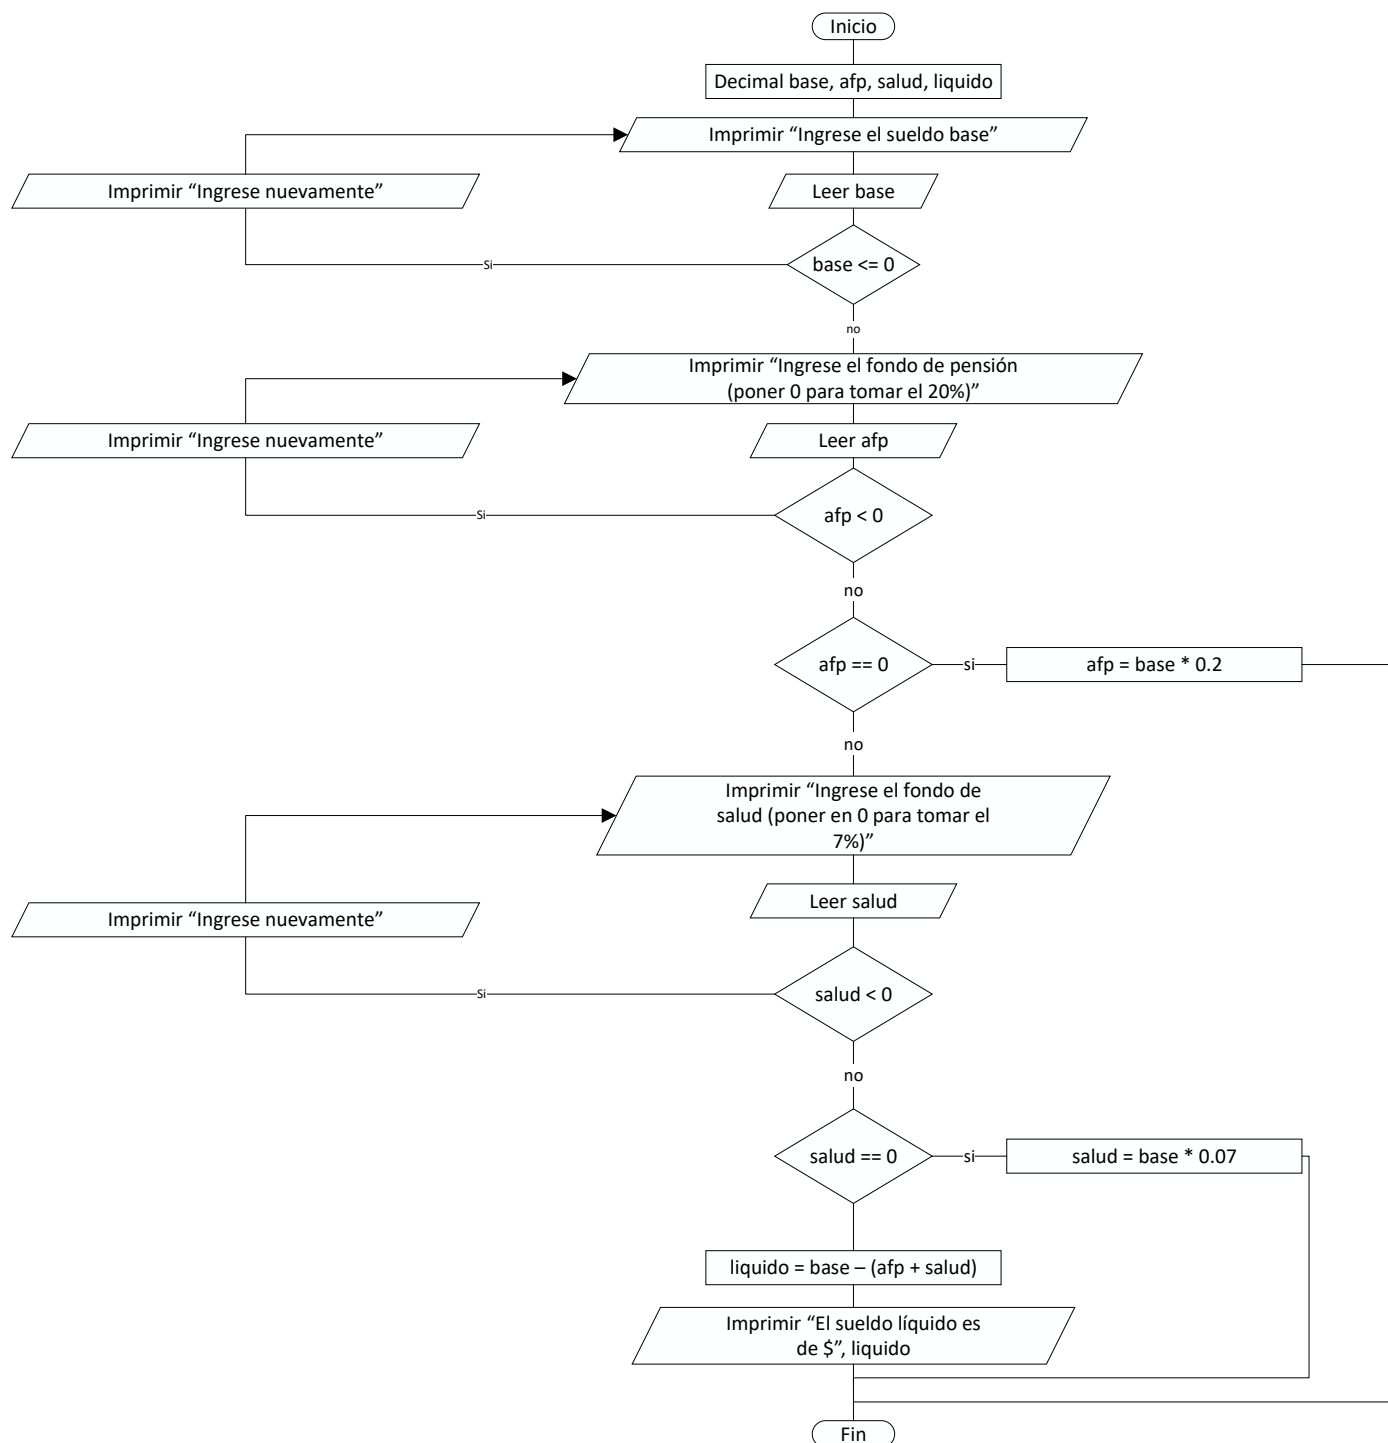 Inicio
Decimal base, afp, salud, liquido
Imprimir “Ingrese el sueldo base”
Imprimir “Ingrese nuevamente”
Leer base
Si
base <= 0
no
Imprimir “Ingrese el fondo de pensión
(poner 0 para tomar el 20%)”
Imprimir “Ingrese nuevamente”
Leer afp
Si
afp < 0
no
afp == 0
si
afp = base * 0.2
no
Imprimir “Ingrese el fondo de
salud (poner en 0 para tomar el
7%)”
Leer salud
Imprimir “Ingrese nuevamente”
Si
salud < 0
no
salud == 0
si
salud = base * 0.07
liquido = base – (afp + salud)
Imprimir “El sueldo líquido es
de $”, liquido
Fin